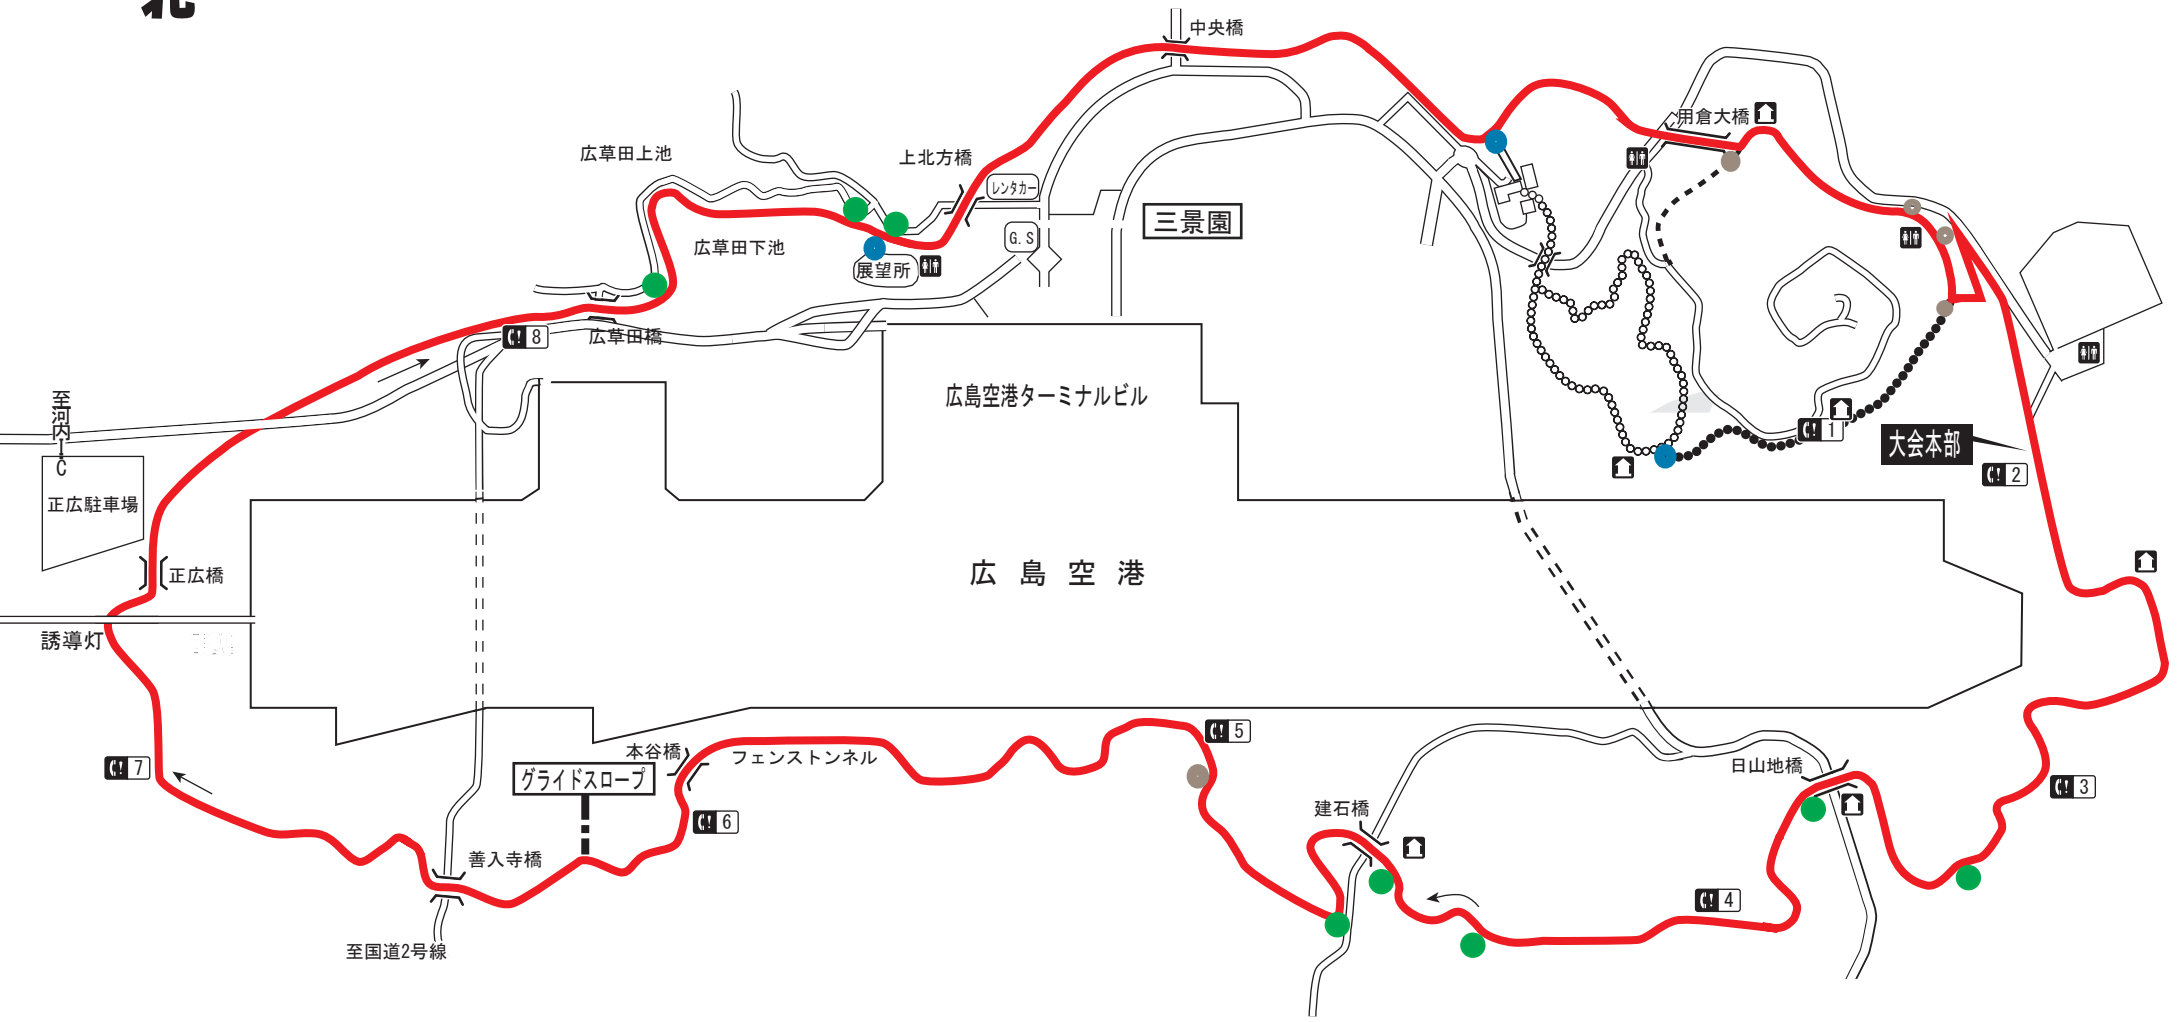 北
中央橋
用倉大橋
広草田上池
上北方橋
レンタカー
三景園
G.S
広草田下池
展望所
8
広草田橋
至河内IC
広島空港ターミナルビル
1
大会本部
2
正広駐車場
広島空港
正広橋
誘導灯
5
本谷橋
フェンストンネル
日山地橋
7
グライドスロープ
3
建石橋
6
善入寺橋
4
至国道2号線